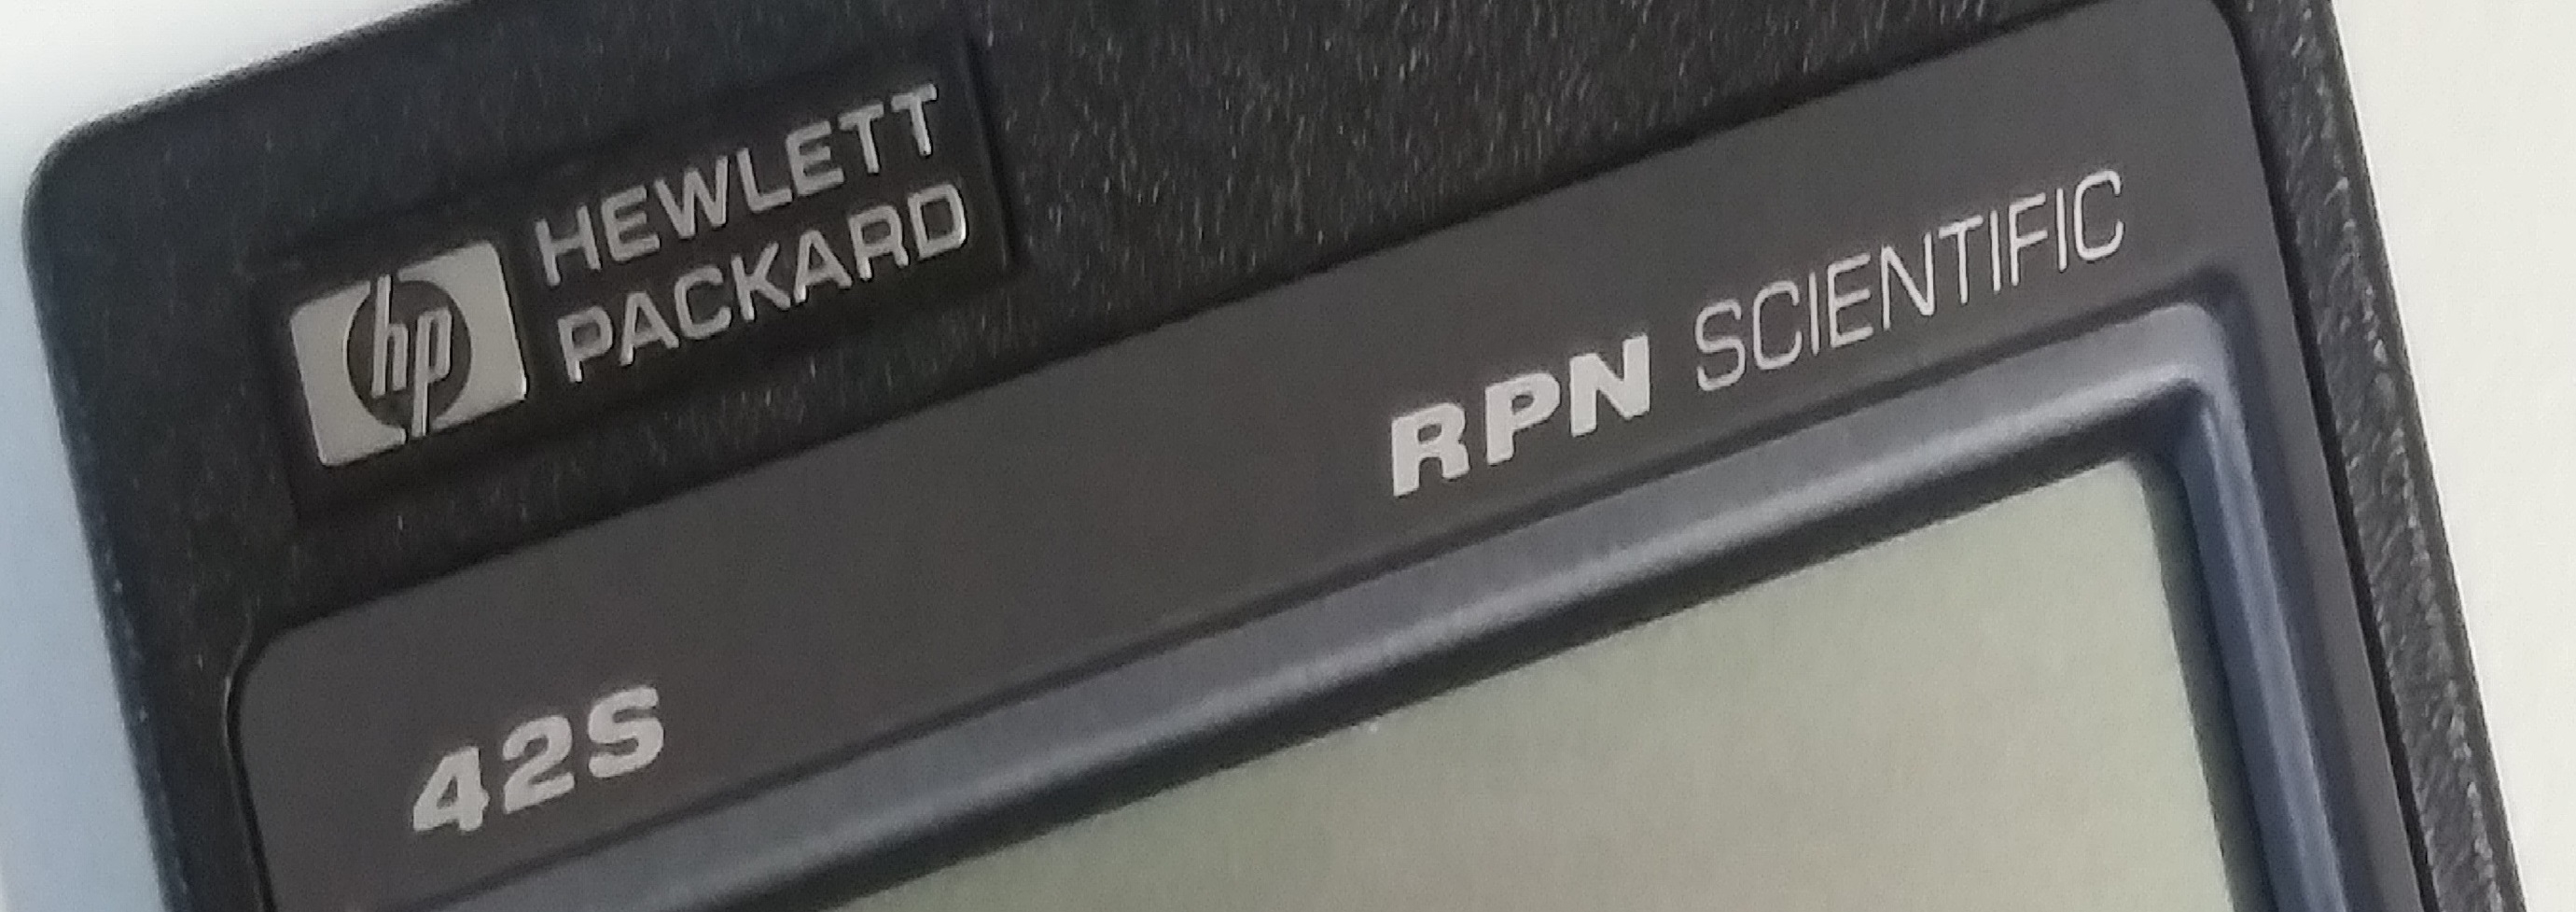 hp
HEWLETT
PACKARD
RPN SCIENTIFIC
42S